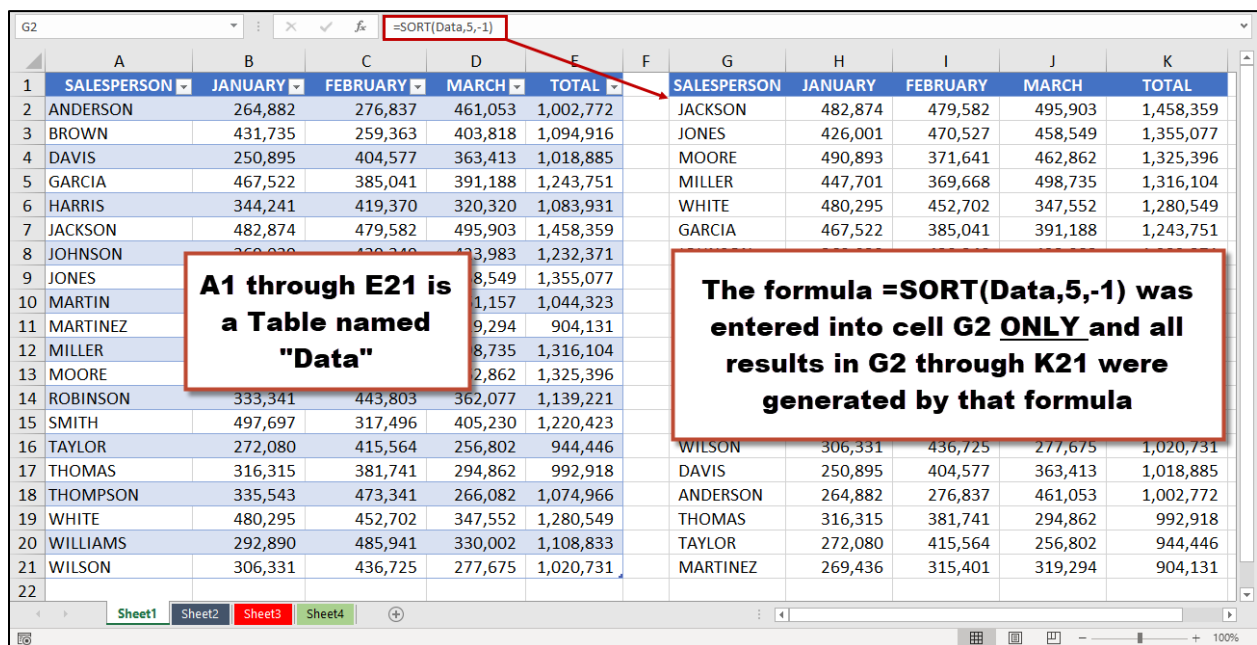 G2 fx =SORT(Data,5,-1)
A B C D E F G H I J K
1 SALESPERSON JANUARY FEBRUARY MARCH TOTAL SALESPERSON JANUARY FEBRUARY MARCH TOTAL
2 ANDERSON 264,882 276,837 461,053 1,002,772 JACKSON 482,874 479,582 495,903 1,458,359
3 BROWN 431,735 259,363 403,818 1,094,916 JONES 426,001 470,527 458,549 1,355,077
4 DAVIS 250,895 404,577 363,413 1,018,885 MOORE 490,893 371,641 462,862 1,325,396
5 GARCIA 467,522 385,041 391,188 1,243,751 MILLER 447,701 369,668 498,735 1,316,104
6 HARRIS 344,241 419,370 320,320 1,083,931 WHITE 480,295 452,702 347,552 1,280,549
7 JACKSON 482,874 479,582 495,903 1,458,359 GARCIA 467,522 385,041 391,188 1,243,751
8 JOHNSON 3,983 1,232,371
9 JONES 8,549 1,355,077
10 MARTIN 1,157 1,044,323
11 MARTINEZ 9,294 904,131
12 MILLER 8,735 1,316,104
13 MOORE 2,862 1,325,396
A1 through E21 is
a Table named
"Data"
The formula =SORT(Data,5,-1) was
entered into cell G2 ONLY and all
results in G2 through K21 were
generated by that formula
14 ROBINSON 333,341 443,803 362,077 1,139,221
15 SMITH 497,697 317,496 405,230 1,220,423
16 TAYLOR 272,080 415,564 256,802 944,446 WILSON 306,331 436,725 277,675 1,020,731
17 THOMAS 316,315 381,741 294,862 992,918 DAVIS 250,895 404,577 363,413 1,018,885
18 THOMPSON 335,543 473,341 266,082 1,074,966 ANDERSON 264,882 276,837 461,053 1,002,772
19 WHITE 480,295 452,702 347,552 1,280,549 THOMAS 316,315 381,741 294,862 992,918
20 WILLIAMS 292,890 485,941 330,002 1,108,833 TAYLOR 272,080 415,564 256,802 944,446
21 WILSON 306,331 436,725 277,675 1,020,731 MARTINEZ 269,436 315,401 319,294 904,131
22
Sheet1 Sheet2 Sheet3 Sheet4
100%